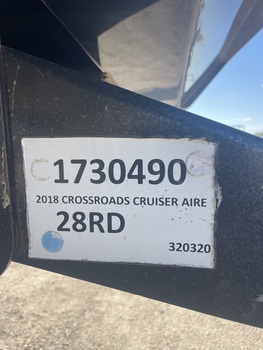 1730490
2018 CROSSROADS CRUISER AIRE
28RD
320320